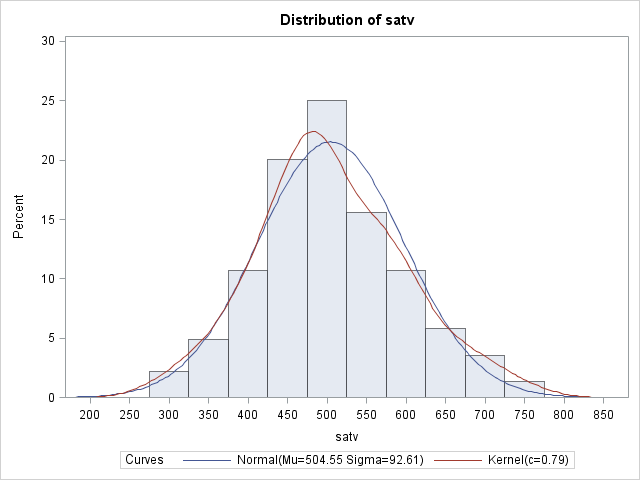 Distribution of satv
30
25
20
15
10
5
0
Percent
200 250 300 350 400 450 500 550 600 650 700 750 800 850
satv
Curves Normal(Mu=504.55 Sigma=92.61) Kernel(c=0.79)